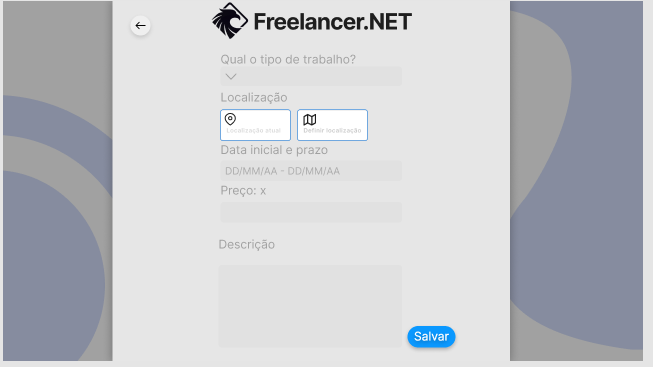 Freelancer.NET
Qual o tipo de trabalho?
Localização
Localização atual
Definir localização
Data inicial e prazo
DD/MM/AA - DD/MM/AA
Preço: x
Descrição
Salvar